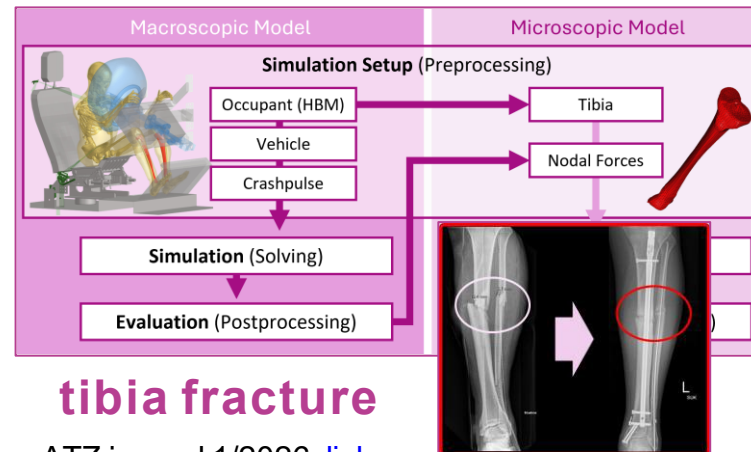 Macroscopic Model
Microscopic Model
Simulation Setup (Preprocessing)
Occupant (HBM)
Tibia
Vehicle
Nodal Forces
Crashpulse
Simulation (Solving)
Evaluation (Postprocessing)
)
L
tibia fracture